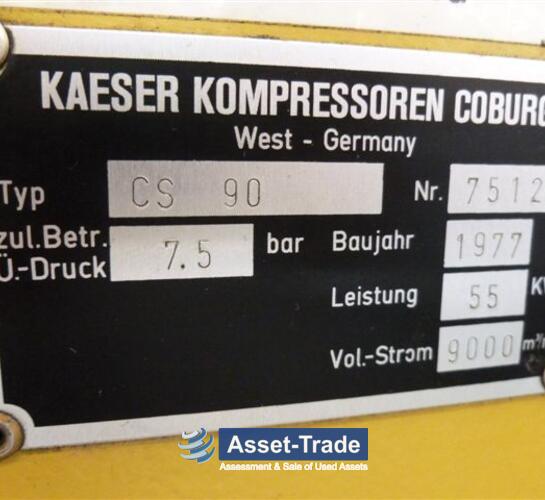 KAESER KOMPRESSOREN COBURG
West - Germany
Typ CS 90 Nr. 7512
zul.Betr.
Ü.-Druck 7.5 bar Baujahr 1977
Leistung 55 K
Vol.-Strom 9000 m³/
Asset-Trade
Assessment & Sale of Used Assets